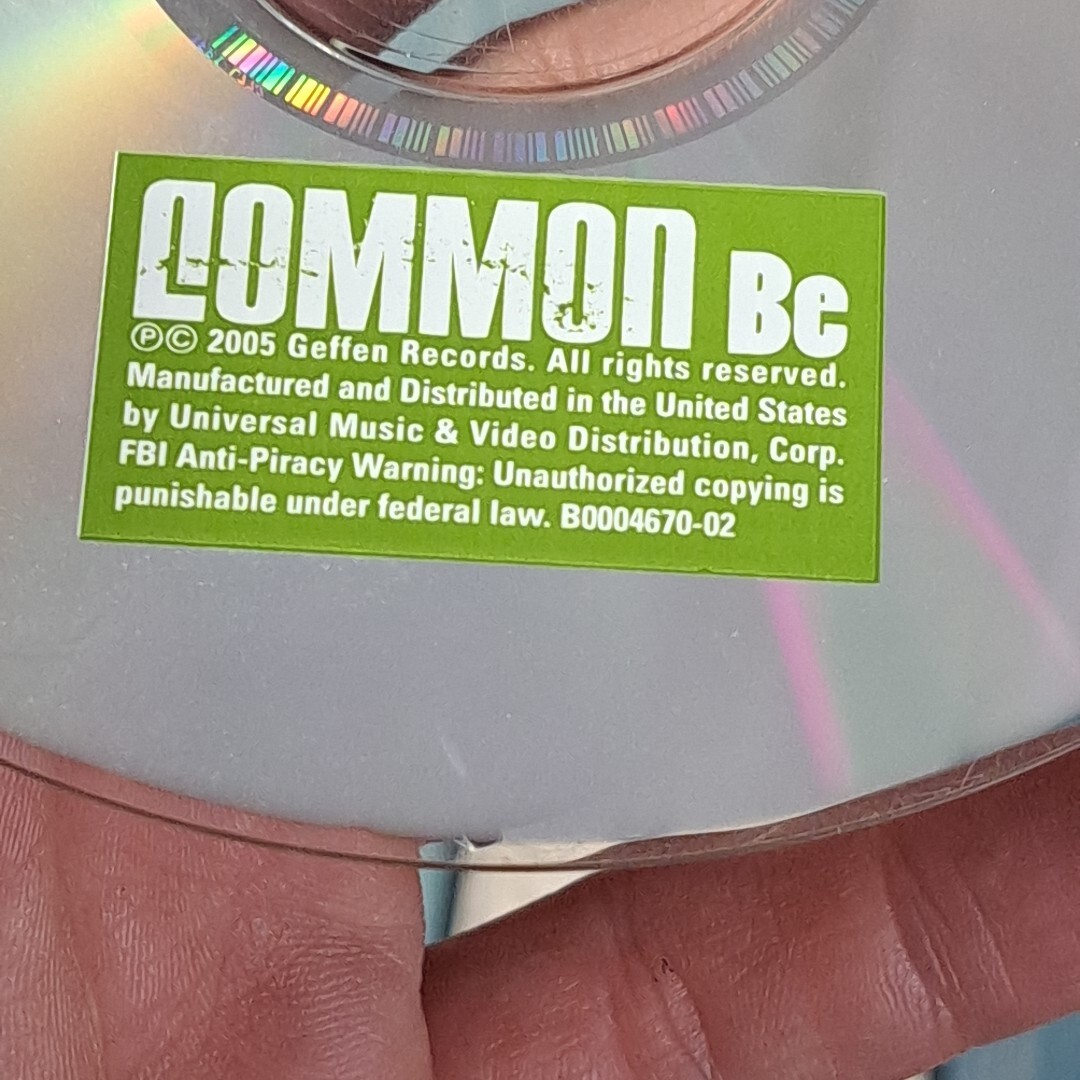 COMMON Be
℗© 2005 Geffen Records. All rights reserved.
Manufactured and Distributed in the United States
by Universal Music & Video Distribution, Corp.
FBI Anti-Piracy Warning: Unauthorized copying is
punishable under federal law. B0004670-02